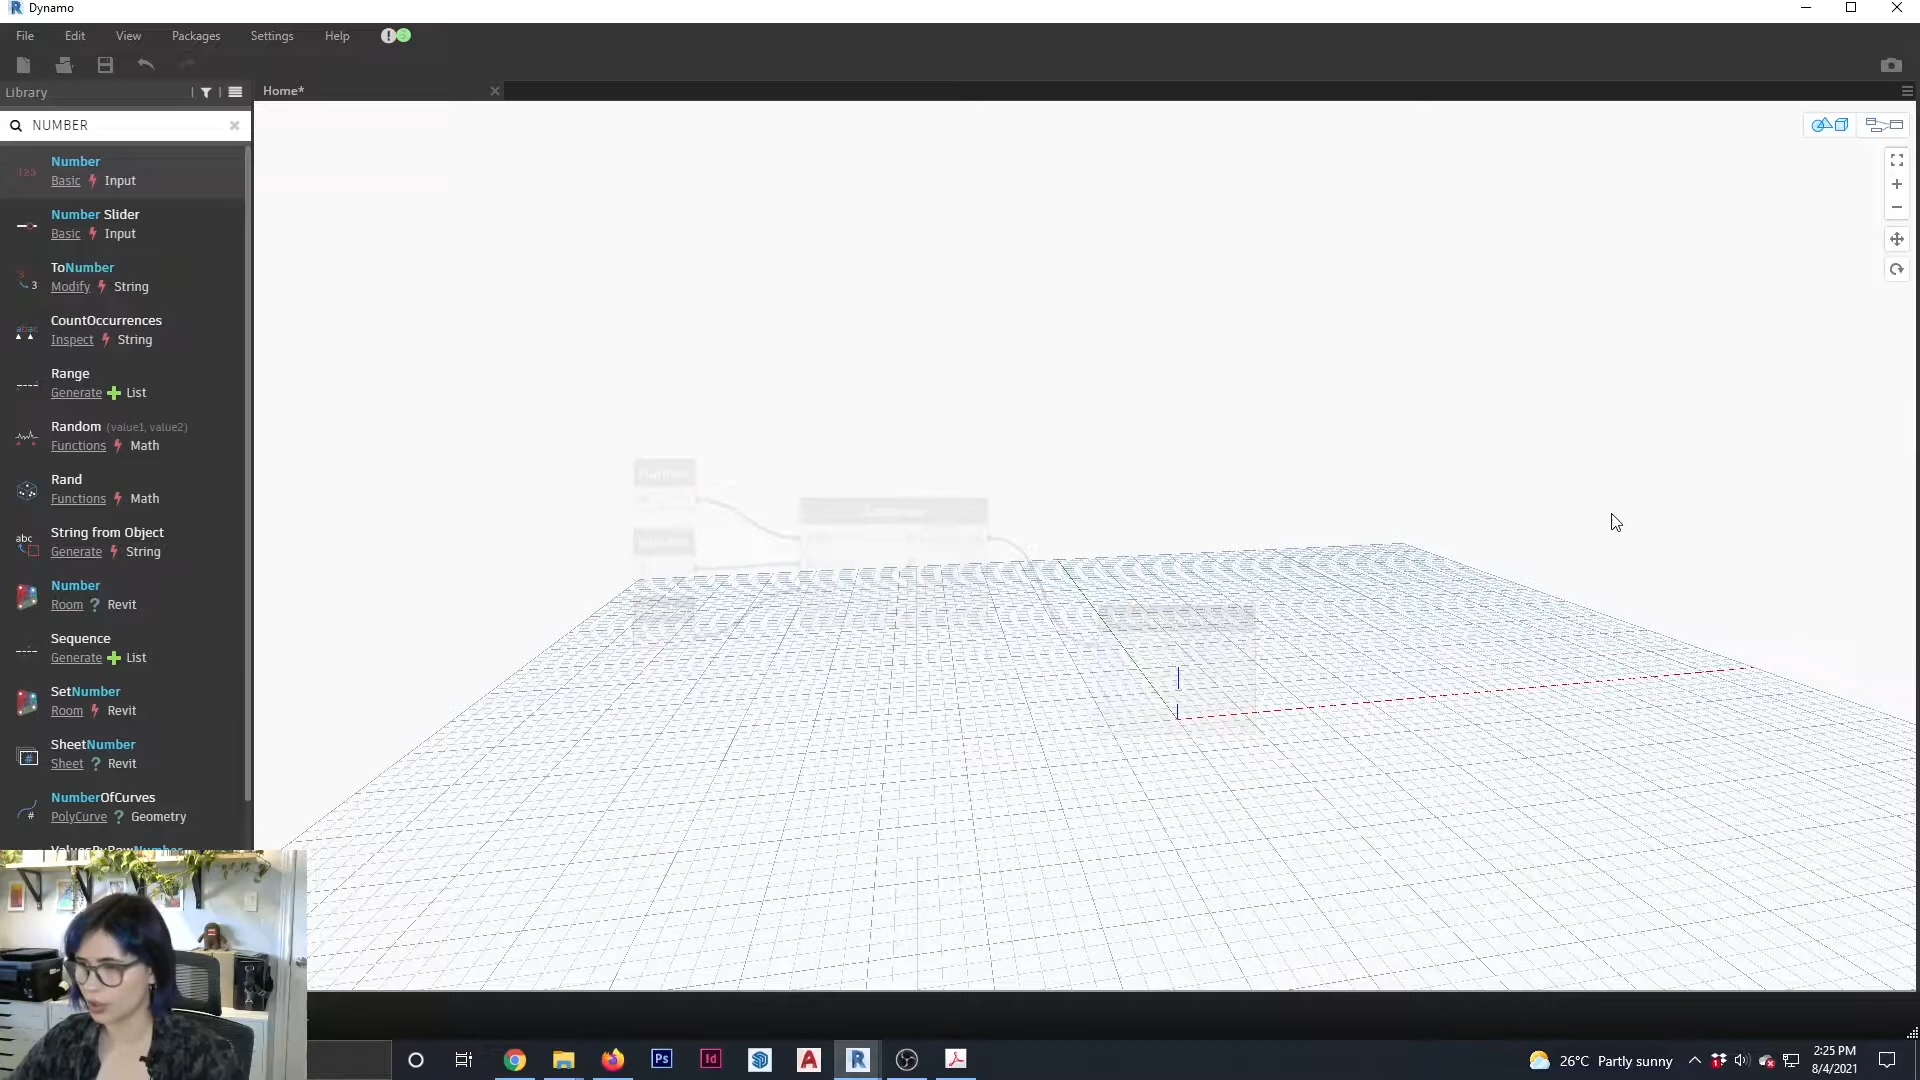 Dynamo
File Edit View Packages Settings Help
Library
Home*
NUMBER
Number
Basic Input
Number Slider
Basic Input
ToNumber
Modify String
CountOccurrences
Inspect String
Range
Generate List
Random (value1, value2)
Functions Math
Rand
Functions Math
abc
String from Object
Generate String
Number
Room ? Revit
Sequence
Generate List
SetNumber
Room Revit
SheetNumber
Sheet ? Revit
NumberOfCurves
PolyCurve ? Geometry
26°C Partly sunny
2:25 PM
8/4/2021